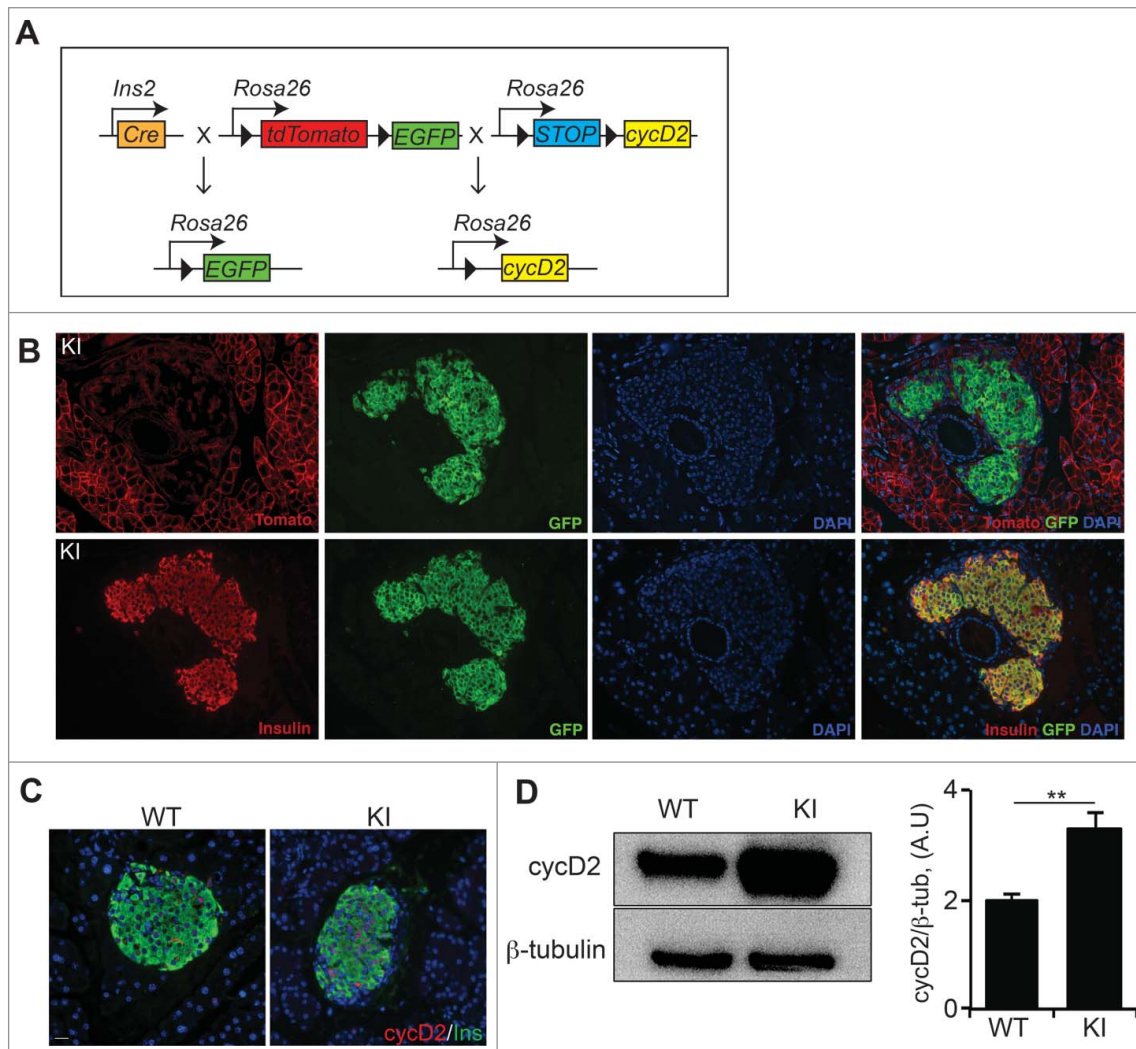 A
Ins2 Rosa26 Rosa26
Cre X tdTomato EGFP X STOP cycD2
Rosa26 Rosa26
EGFP cycD2
B
KI
Tomato GFP DAPI Tomato GFP DAPI
KI
Insulin GFP DAPI Insulin GFP DAPI
C
WT KI
cycD2/Ins
D
WT KI
cycD2
β-tubulin
cycD2/β-tub, (A.U)
4
2
0
**
WT KI